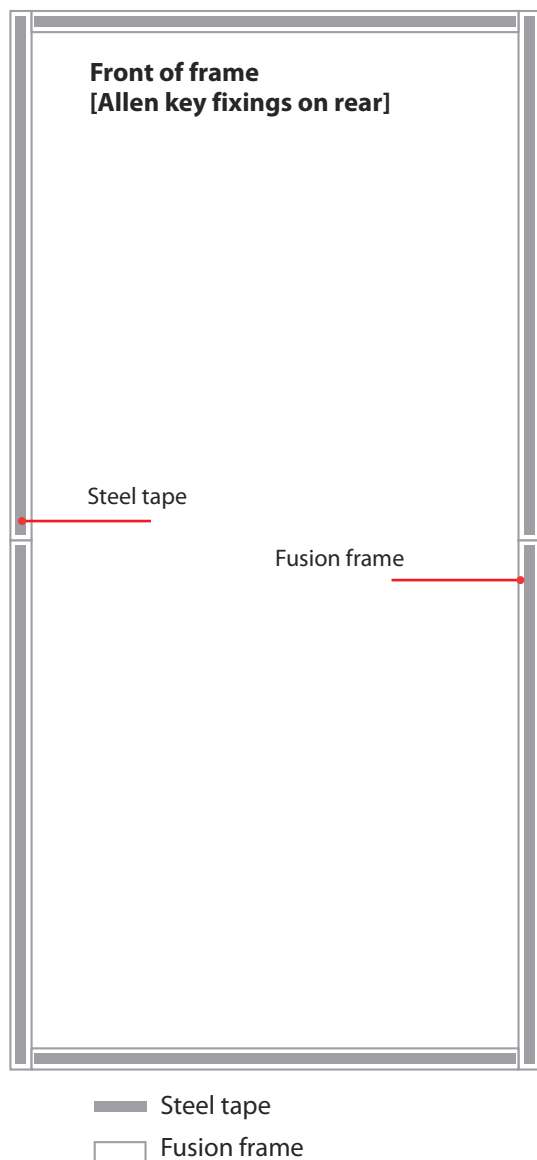 Front of frame
[Allen key fixings on rear]
Steel tape
Fusion frame
Steel tape
Fusion frame